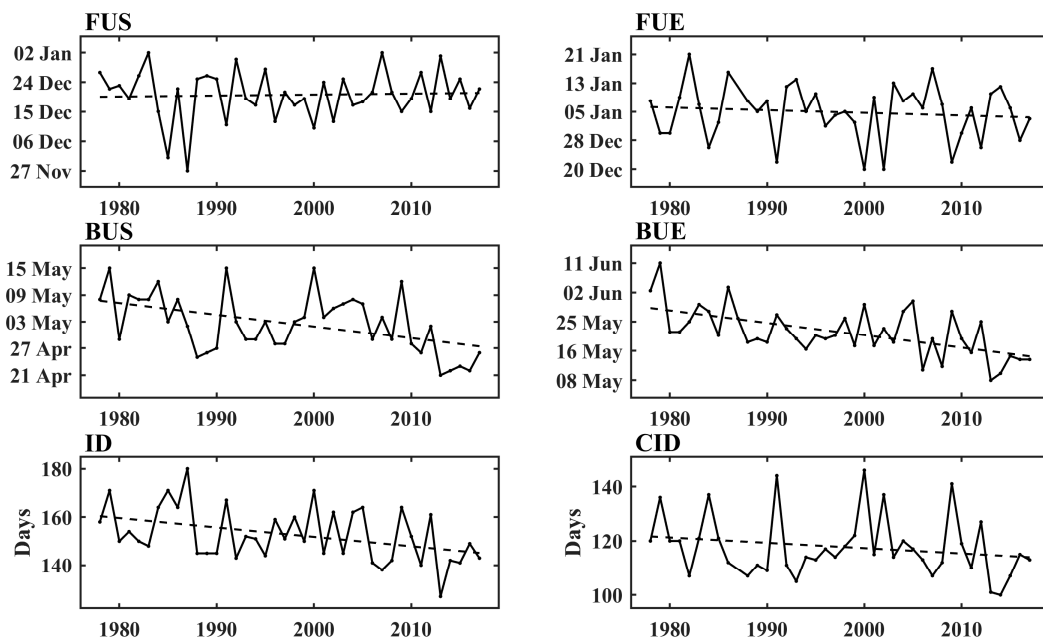 FUS
02 Jan
24 Dec
15 Dec
06 Dec
27 Nov
1980 1990 2000 2010
FUE
21 Jan
13 Jan
05 Jan
28 Dec
20 Dec
1980 1990 2000 2010
BUS
15 May
09 May
03 May
27 Apr
21 Apr
1980 1990 2000 2010
BUE
11 Jun
02 Jun
25 May
16 May
08 May
1980 1990 2000 2010
ID
Days
180
160
140
1980 1990 2000 2010
CID
Days
140
120
100
1980 1990 2000 2010